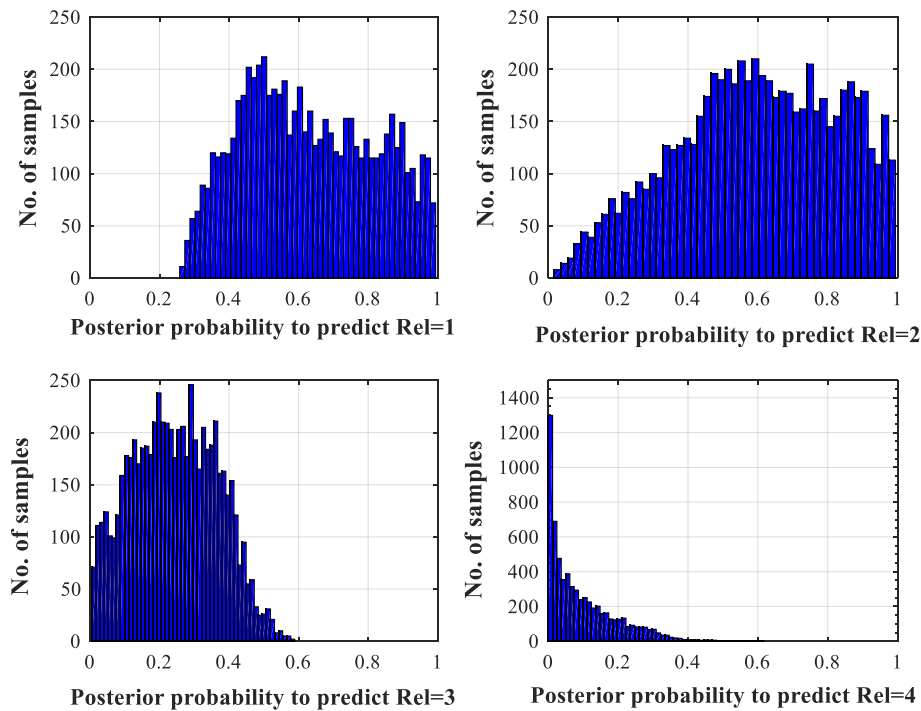 250
200
150
100
50
0
No. of samples
0 0.2 0.4 0.6 0.8 1
Posterior probability to predict Rel=1
250
200
150
100
50
0
No. of samples
0 0.2 0.4 0.6 0.8 1
Posterior probability to predict Rel=2
250
200
150
100
50
0
No. of samples
0 0.2 0.4 0.6 0.8 1
Posterior probability to predict Rel=3
1400
1200
1000
800
600
400
200
0
No. of samples
0 0.2 0.4 0.6 0.8 1
Posterior probability to predict Rel=4